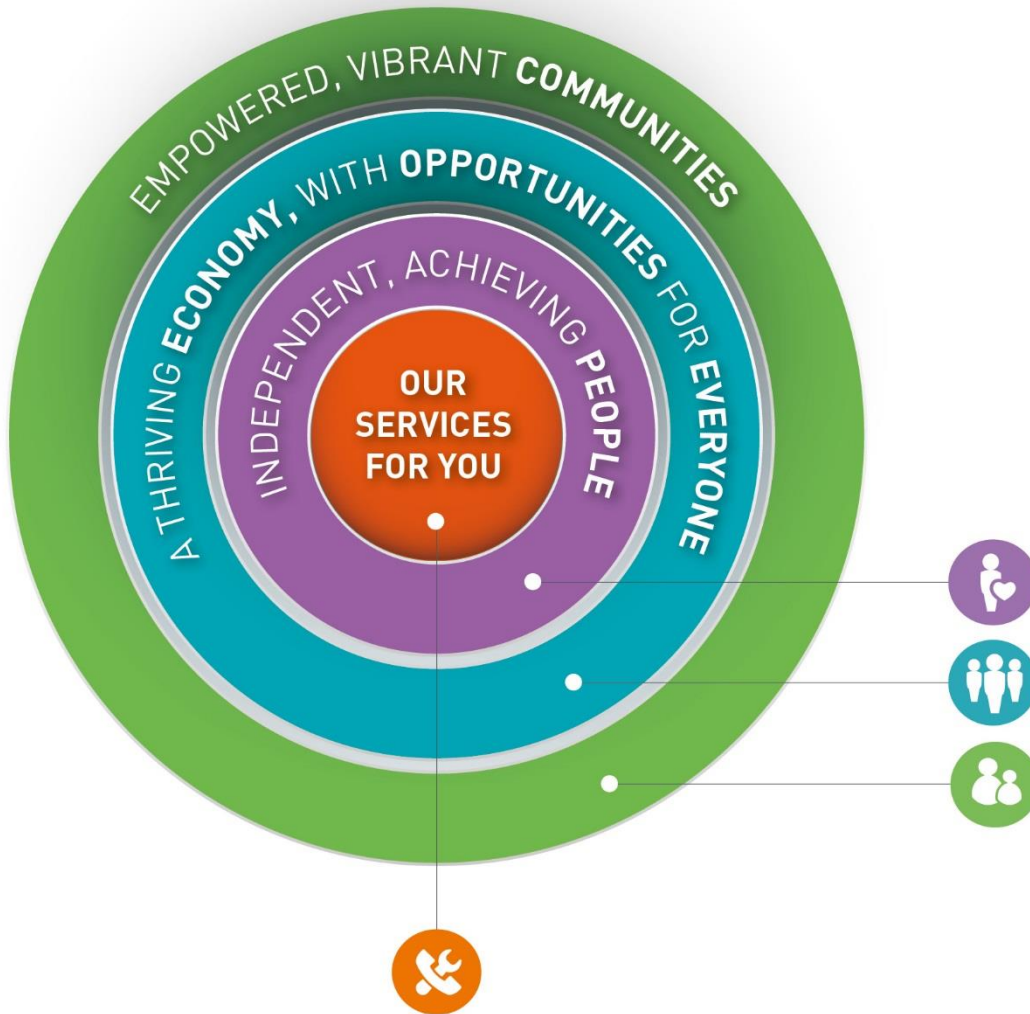 EMPOWERED, VIBRANT COMMUNITIES
A THRIVING ECONOMY, WITH OPPORTUNITIES FOR EVERYONE
INDEPENDENT, ACHIEVING PEOPLE
OUR
SERVICES
FOR YOU